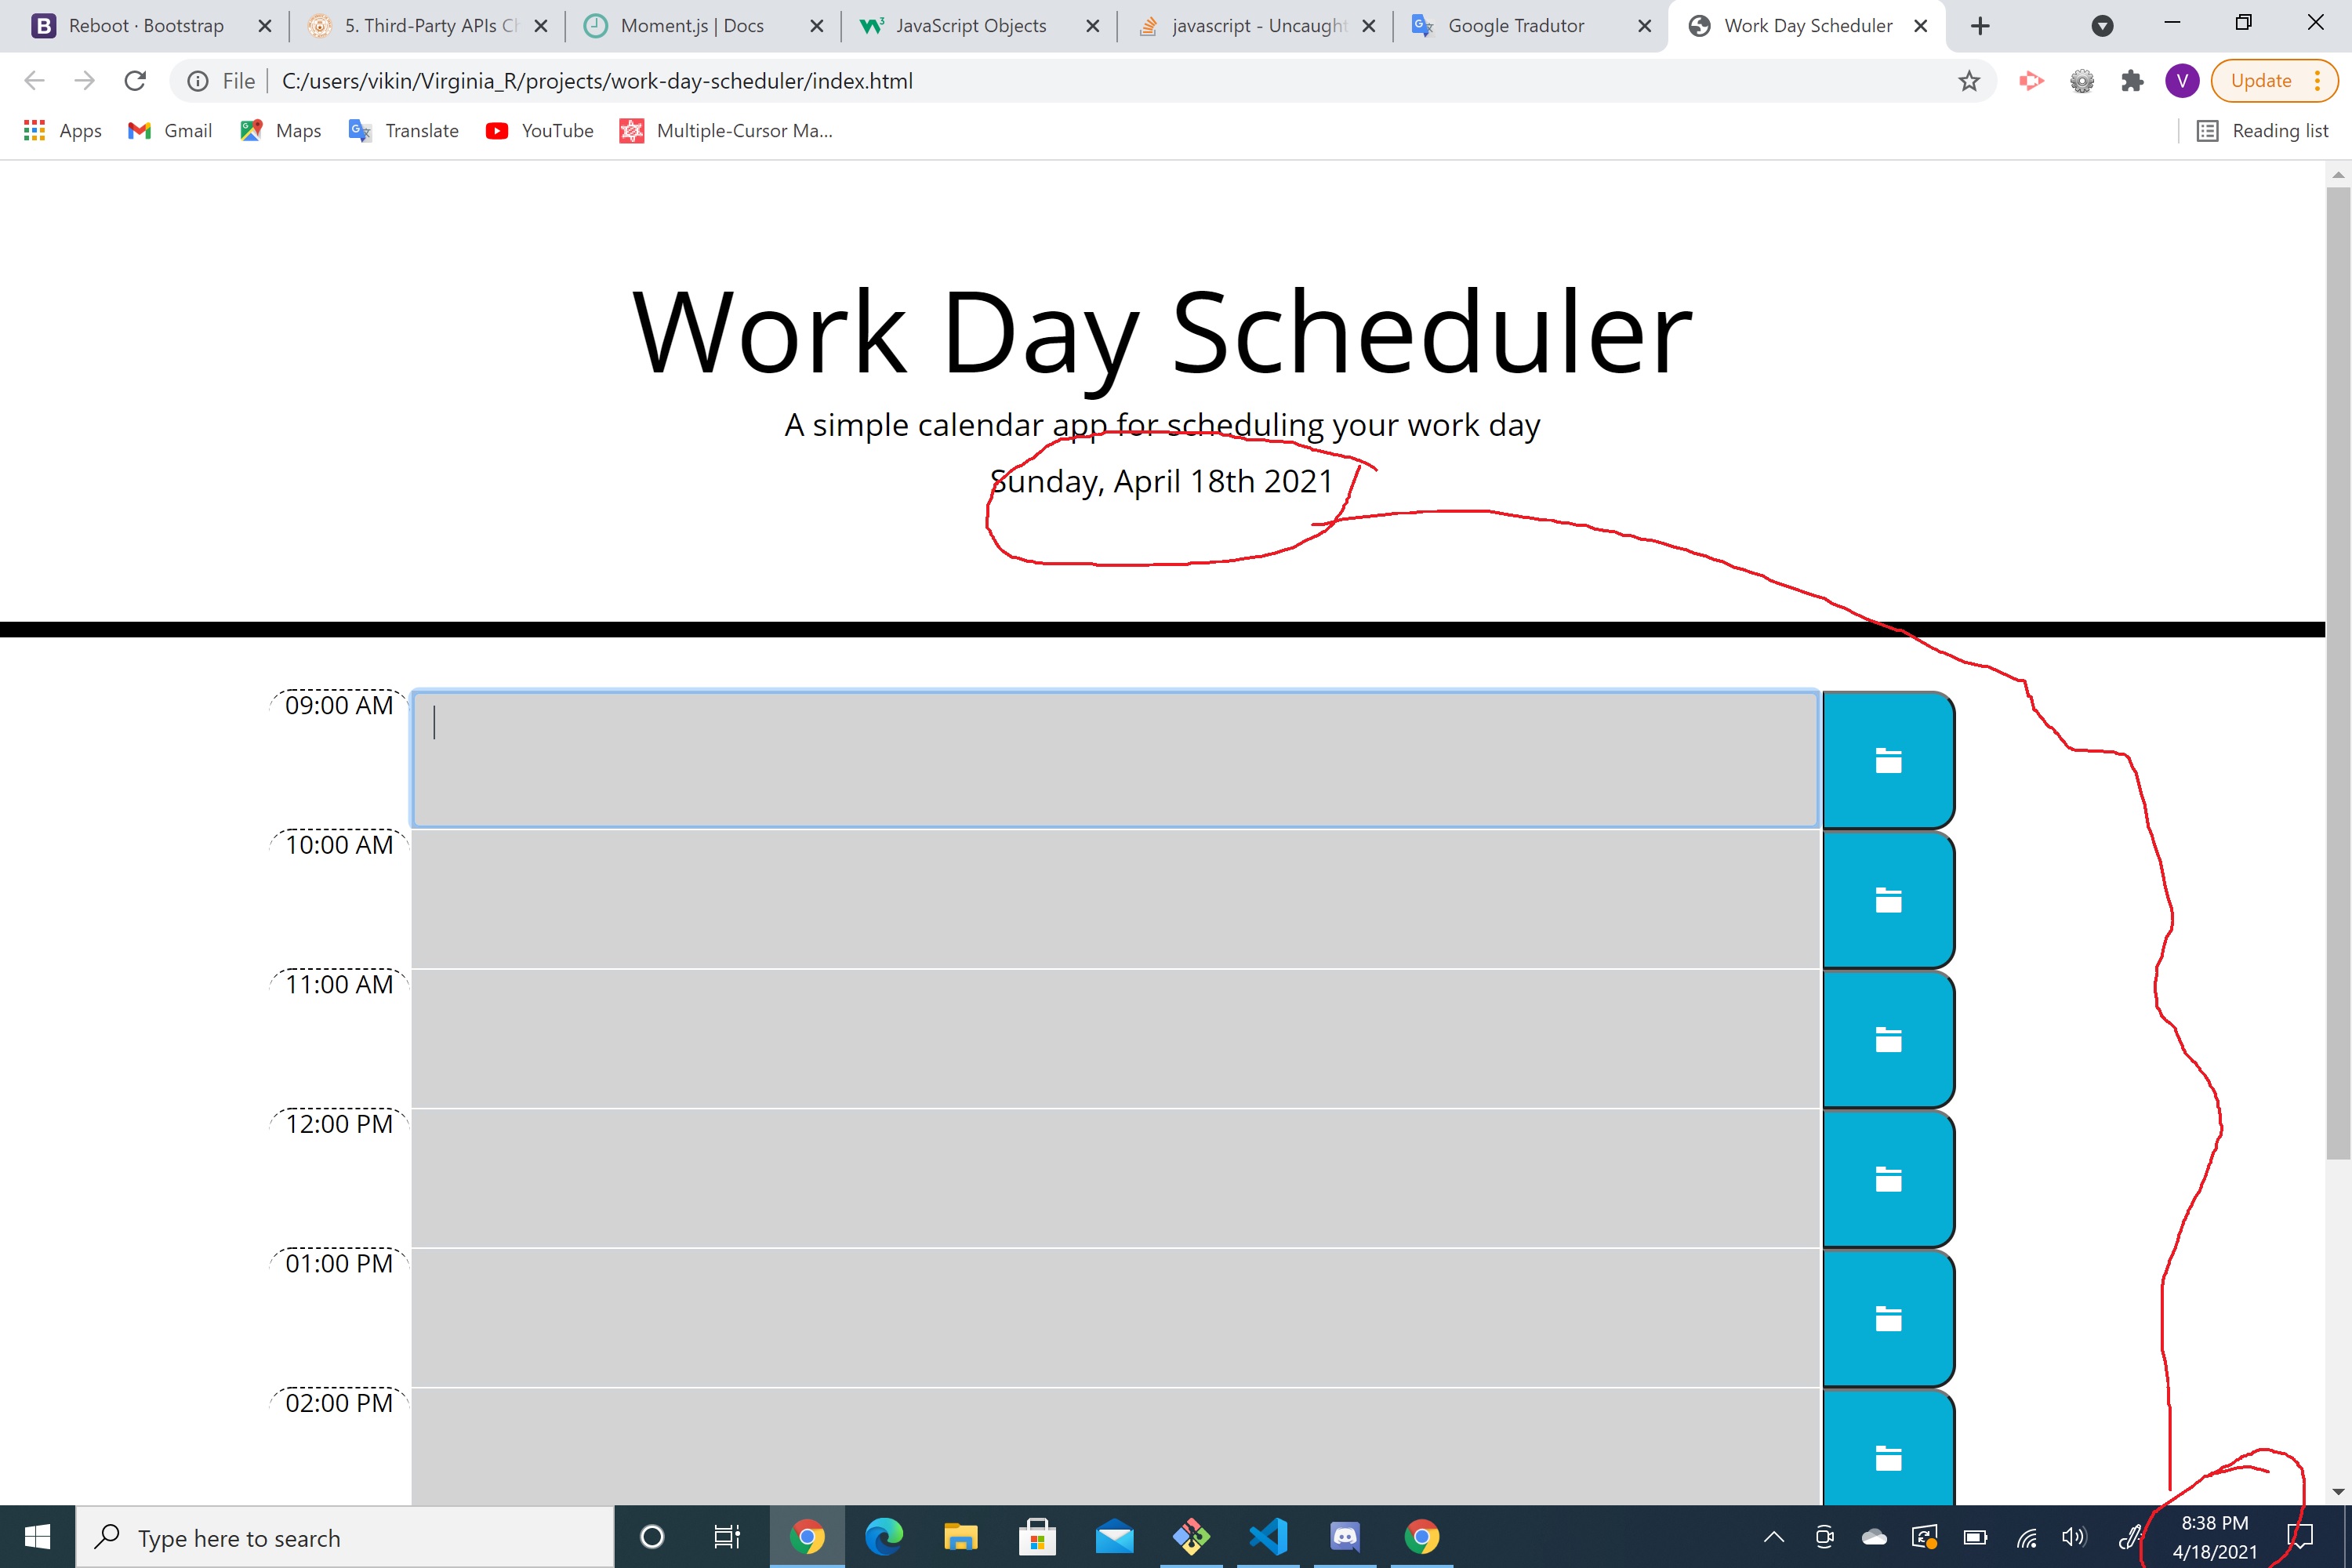 Reboot · Bootstrap
5. Third-Party APIs Ch
Moment.js | Docs
JavaScript Objects
javascript - Uncaught
Google Tradutor
Work Day Scheduler
File
C:/users/vikin/Virginia_R/projects/work-day-scheduler/index.html
V
Update
Apps
Gmail
Maps
Translate
YouTube
Multiple-Cursor Ma...
Reading list
Work Day Scheduler
A simple calendar app for scheduling your work day
Sunday, April 18th 2021
09:00 AM
10:00 AM
11:00 AM
12:00 PM
01:00 PM
02:00 PM
Type here to search
8:38 PM
4/18/2021